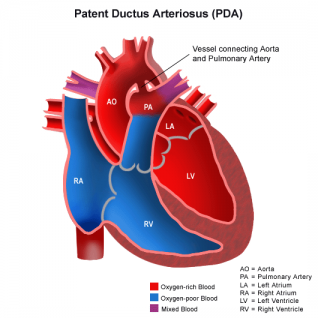 Patent Ductus Arteriosus (PDA)
Vessel connecting Aorta
and Pulmonary Artery
AO
PA
LA
RA
LV
RV
Oxygen-rich Blood
Oxygen-poor Blood
Mixed Blood
AO = Aorta
PA = Pulmonary Artery
LA = Left Atrium
RA = Right Atrium
LV = Left Ventricle
RV = Right Ventricle